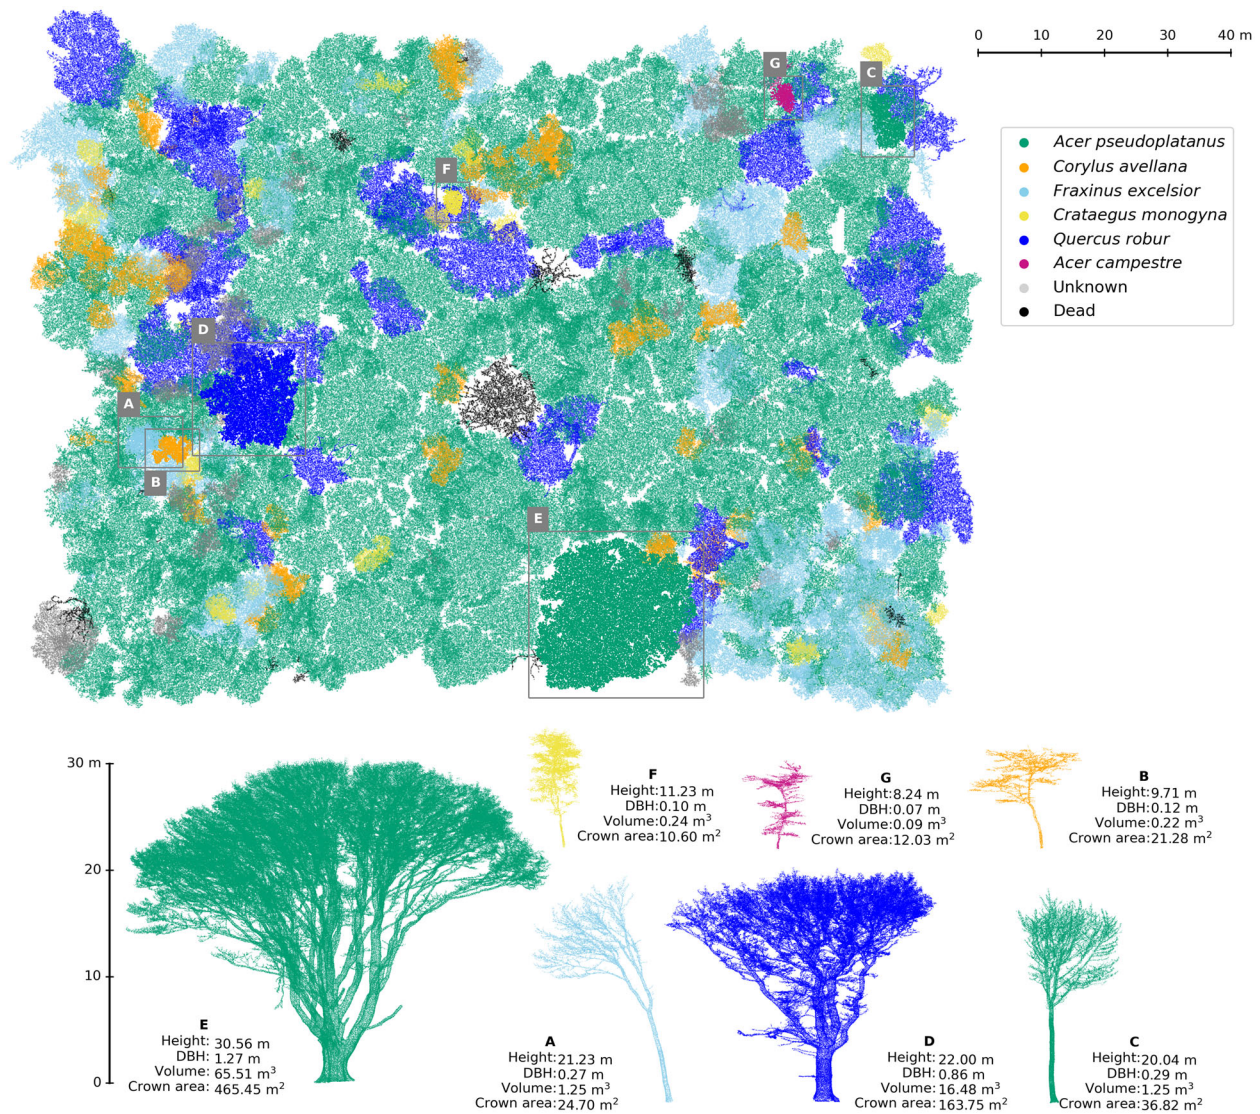 0 10 20 30 40 m
G
C
Acer pseudoplatanus
Corylus avellana
Fraxinus excelsior
Crataegus monogyna
Quercus robur
Acer campestre
Unknown
Dead
F
D
A
B
E
30 m
20
10
0
F
Height:11.23 m
DBH:0.10 m
Volume:0.24 m³
Crown area:10.60 m²
G
Height:8.24 m
DBH:0.07 m
Volume:0.09 m³
Crown area:12.03 m²
B
Height:9.71 m
DBH:0.12 m
Volume:0.22 m³
Crown area:21.28 m²
E
Height: 30.56 m
DBH: 1.27 m
Volume: 65.51 m³
Crown area: 465.45 m²
A
Height:21.23 m
DBH:0.27 m
Volume:1.25 m³
Crown area:24.70 m²
D
Height:22.00 m
DBH:0.86 m
Volume:16.48 m³
Crown area:163.75 m²
C
Height:20.04 m
DBH:0.29 m
Volume:1.25 m³
Crown area:36.82 m²